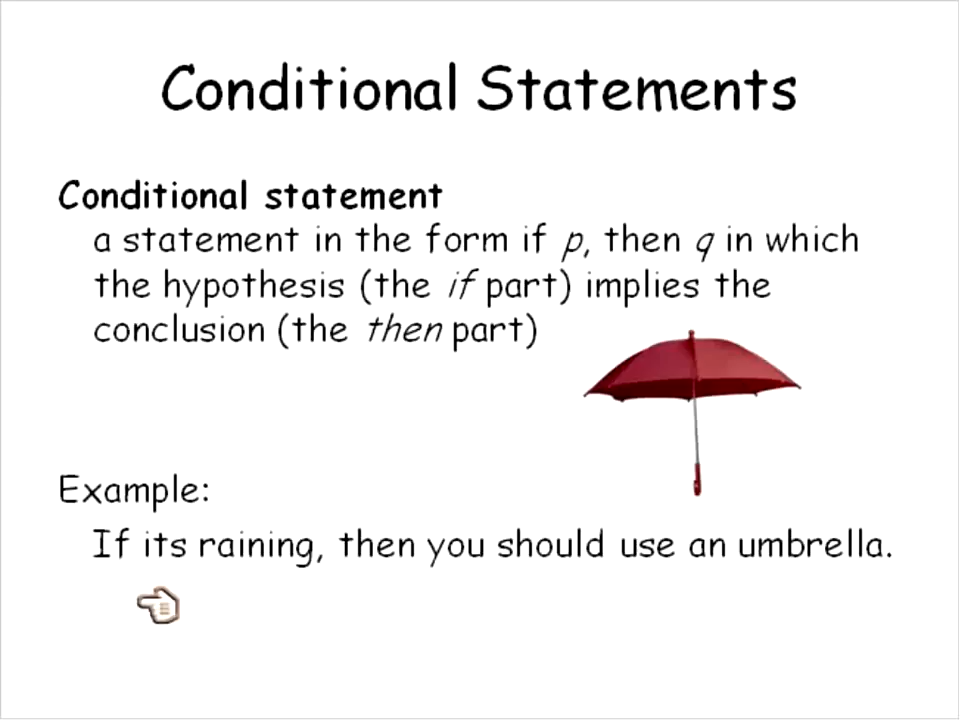 Conditional Statements
Conditional statement
a statement in the form if p, then q in which
the hypothesis (the if part) implies the
conclusion (the then part)
Example:
If its raining, then you should use an umbrella.